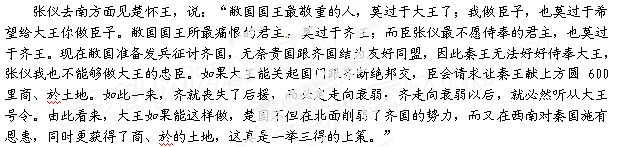 张仪去南方面见楚怀王，说：“敝国国王最敬重的人，莫过于大王了；我做臣子，也莫过于希
望给大王你做臣子。敝国国王所最痛恨的君主，莫过于齐王；而臣张仪最不愿侍奉的君主，也莫过
于齐王。现在敝国准备发兵征讨齐国，无奈贵国跟齐国结为友好同盟，因此秦王无法好好侍奉大王，
张仪我也不能够做大王的忠臣。如果大王能关起国门跟齐断绝邦交，臣会请求让秦王献上方圆 600
里商、於土地。如此一来，齐就丧失了后援，而必定走向衰弱；齐走向衰弱以后，就必然听从大王
号令。由此看来，大王如果能这样做，楚国不但在北面削弱了齐国的势力，而又在西南对秦国施有
恩惠，同时更获得了商、於的土地，这真是一举三得的上策。”